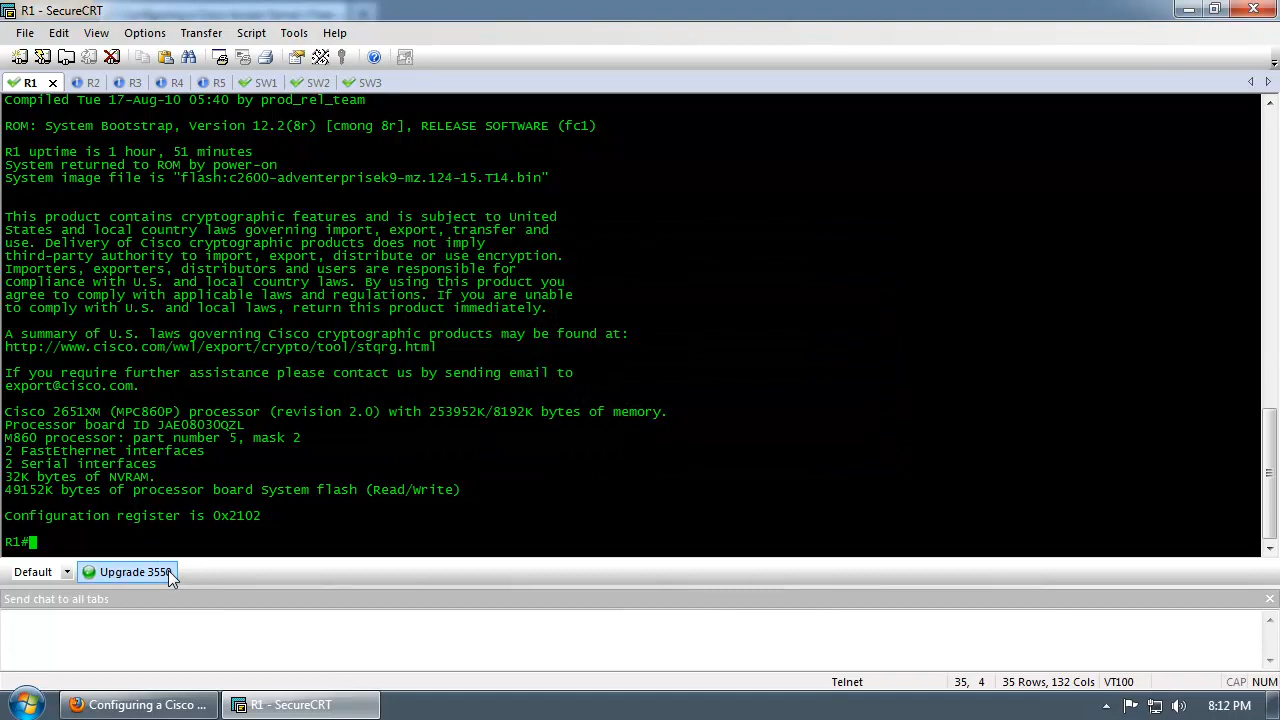 R1 - SecureCRT
File Edit View Options Transfer Script Tools Help
R1 R2 R3 R4 R5 SW1 SW2 SW3
Compiled Tue 17-Aug-10 05:40 by prod_rel_team
ROM: System Bootstrap, Version 12.2(8r) [cmong 8r], RELEASE SOFTWARE (fc1)
R1 uptime is 1 hour, 51 minutes
System returned to ROM by power-on
System image file is "flash:c2600-adventerprisek9-mz.124-15.T14.bin"
This product contains cryptographic features and is subject to United
States and local country laws governing import, export, transfer and
use. Delivery of Cisco cryptographic products does not imply
third-party authority to import, export, distribute or use encryption.
Importers, exporters, distributors and users are responsible for
compliance with U.S. and local country laws. By using this product you
agree to comply with applicable laws and regulations. If you are unable
to comply with U.S. and local laws, return this product immediately.
A summary of U.S. laws governing Cisco cryptographic products may be found at:
http://www.cisco.com/wwl/export/crypto/tool/stqrg.html
If you require further assistance please contact us by sending email to
export@cisco.com.
Cisco 2651XM (MPC860P) processor (revision 2.0) with 253952K/8192K bytes of memory.
Processor board ID JAE08030QZL
M860 processor: part number 5, mask 2
2 FastEthernet interfaces
2 Serial interfaces
32K bytes of NVRAM.
49152K bytes of processor board System flash (Read/Write)
Configuration register is 0x2102
R1#
Default Upgrade 3550
Send chat to all tabs
Telnet 35, 4 35 Rows, 132 Cols VT100 CAP NUM
Configuring a Cisco ... R1 - SecureCRT 8:12 PM